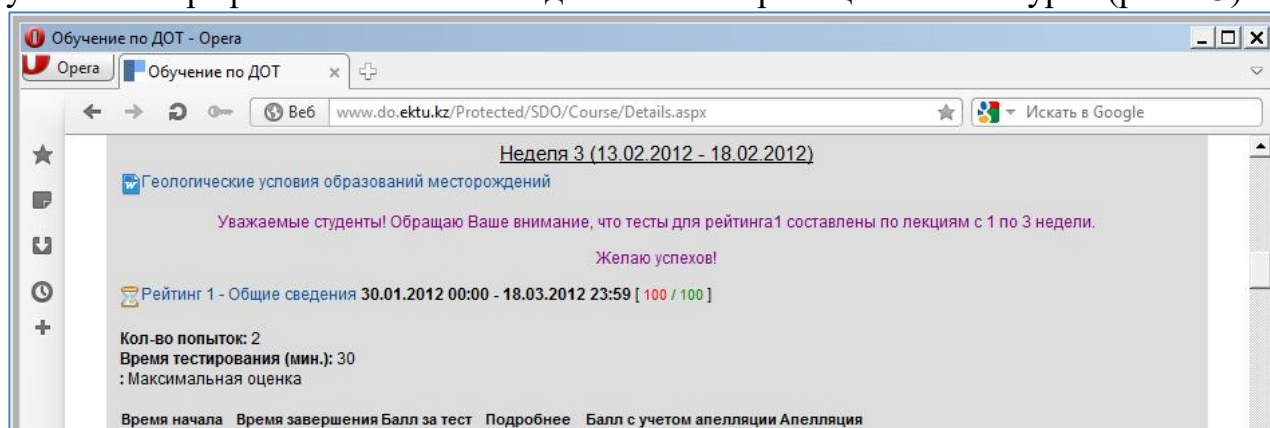 Обучение по ДОТ - Opera
Opera Обучение по ДОТ
Веб www.do.ektu.kz/Protected/SDO/Course/Details.aspx Искать в Google
Неделя 3 (13.02.2012 - 18.02.2012)
Геологические условия образований месторождений
Уважаемые студенты! Обращаю Ваше внимание, что тесты для рейтинга1 составлены по лекциям с 1 по 3 недели.
Желаю успехов!
Рейтинг 1 - Общие сведения 30.01.2012 00:00 - 18.03.2012 23:59 [ 100 / 100 ]
Кол-во попыток: 2
Время тестирования (мин.): 30
: Максимальная оценка
Время начала Время завершения Балл за тест Подробнее Балл с учетом апелляции Апелляция